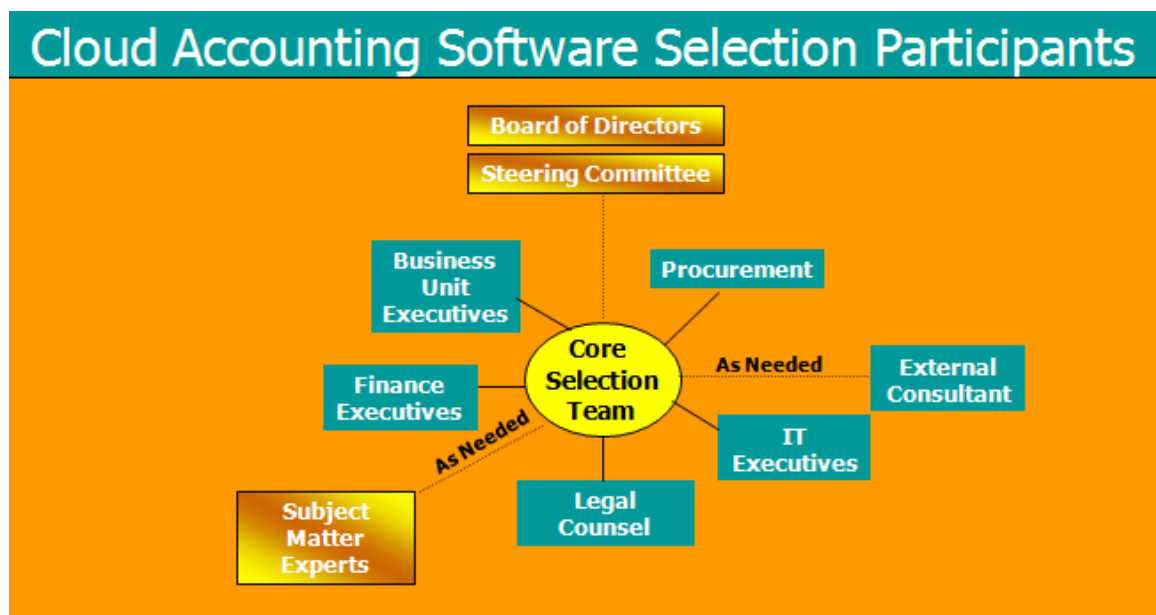 Cloud Accounting Software Selection Participants
Board of Directors
Steering Committee
Business
Unit
Executives
Procurement
Core
Selection
Team
As Needed
External
Consultant
Finance
Executives
As Needed
IT
Executives
Legal
Counsel
Subject
Matter
Experts